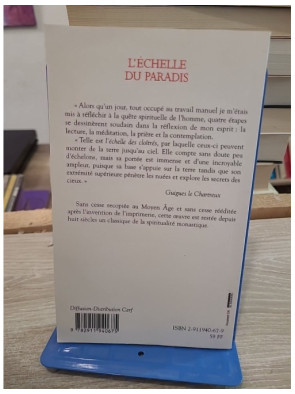 L'ÉCHELLE
DU PARADIS
« Alors qu'un jour, tout occupé au travail manuel je m'étais
mis à réfléchir à la quête spirituelle de l'homme, quatre étapes
se dessinèrent soudain dans la réflexion de mon esprit : la
lecture, la méditation, la prière et la contemplation.
« Telle est l'échelle des cloîtrés, par laquelle ceux-ci peuvent
monter de la terre jusqu'au ciel. Elle compte sans doute peu
d'échelons, mais sa portée est immense et d'une incroyable
ampleur, puisque sa base s'appuie sur la terre tandis que son
extrémité supérieure pénètre les nuées et explore les secrets des
cieux. »
Guigues le Chartreux
Sans cesse recopiée au Moyen Âge et sans cesse rééditée
après l'invention de l'imprimerie, cette œuvre est restée depuis
huit siècles un classique de la spiritualité monastique.
Diffusion-Distribution Cerf
ISBN 2-911940-67-9
59 FF